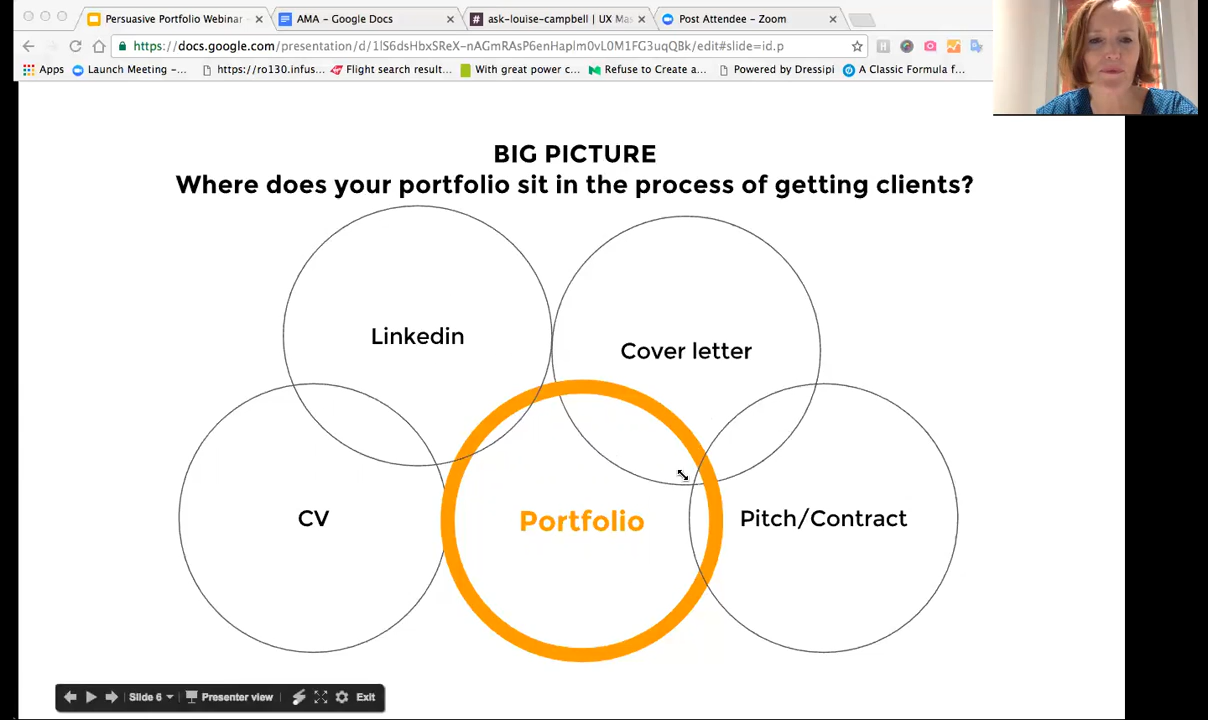 Persuasive Portfolio Webinar
AMA - Google Docs
ask-louise-campbell | UX Mas
Post Attendee - Zoom
https://docs.google.com/presentation/d/1lS6dsHbxSReX-nAGmRAsP6enHaplm0vL0M1FG3uqQBk/edit#slide=id.p
Apps
Launch Meeting -...
https://ro130.infus...
Flight search result...
With great power c...
Refuse to Create a...
Powered by Dressipi
A Classic Formula f...
BIG PICTURE
Where does your portfolio sit in the process of getting clients?
Linkedin
Cover letter
CV
Portfolio
Pitch/Contract
Slide 6
Presenter view
Exit